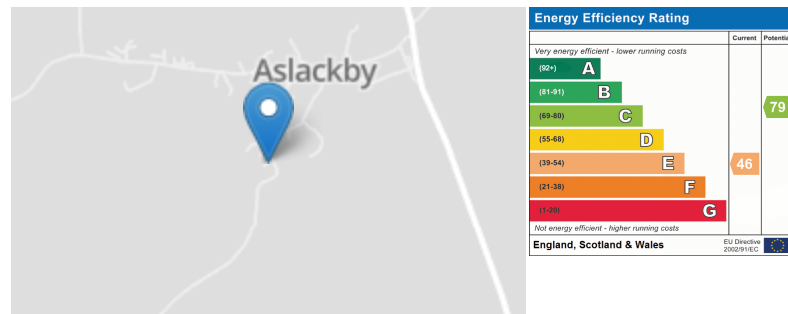 Aslackby
Energy Efficiency Rating
Current Potentia
Very energy efficient - lower running costs
(92+) A
(81-91) B
(69-80) C
79
(55-68) D
(39-54) E
46
(21-38) F
(1-20) G
Not energy efficient - higher running costs
England, Scotland & Wales
EU Directive
2002/91/EC